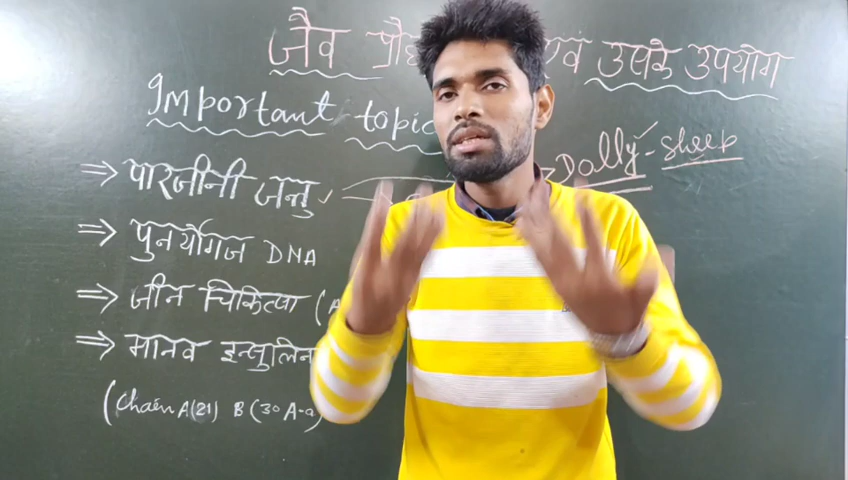 जैव प्रौ एवं उसके उपयोग
Important topic
⇒ पारजीनी जन्तु ✓ Dolly✓ - sheep
⇒ पुनर्योगज DNA
⇒ जीन चिकित्सा (A
⇒ मानव इन्सुलिन
(Chain A(21) B(30 A-a)